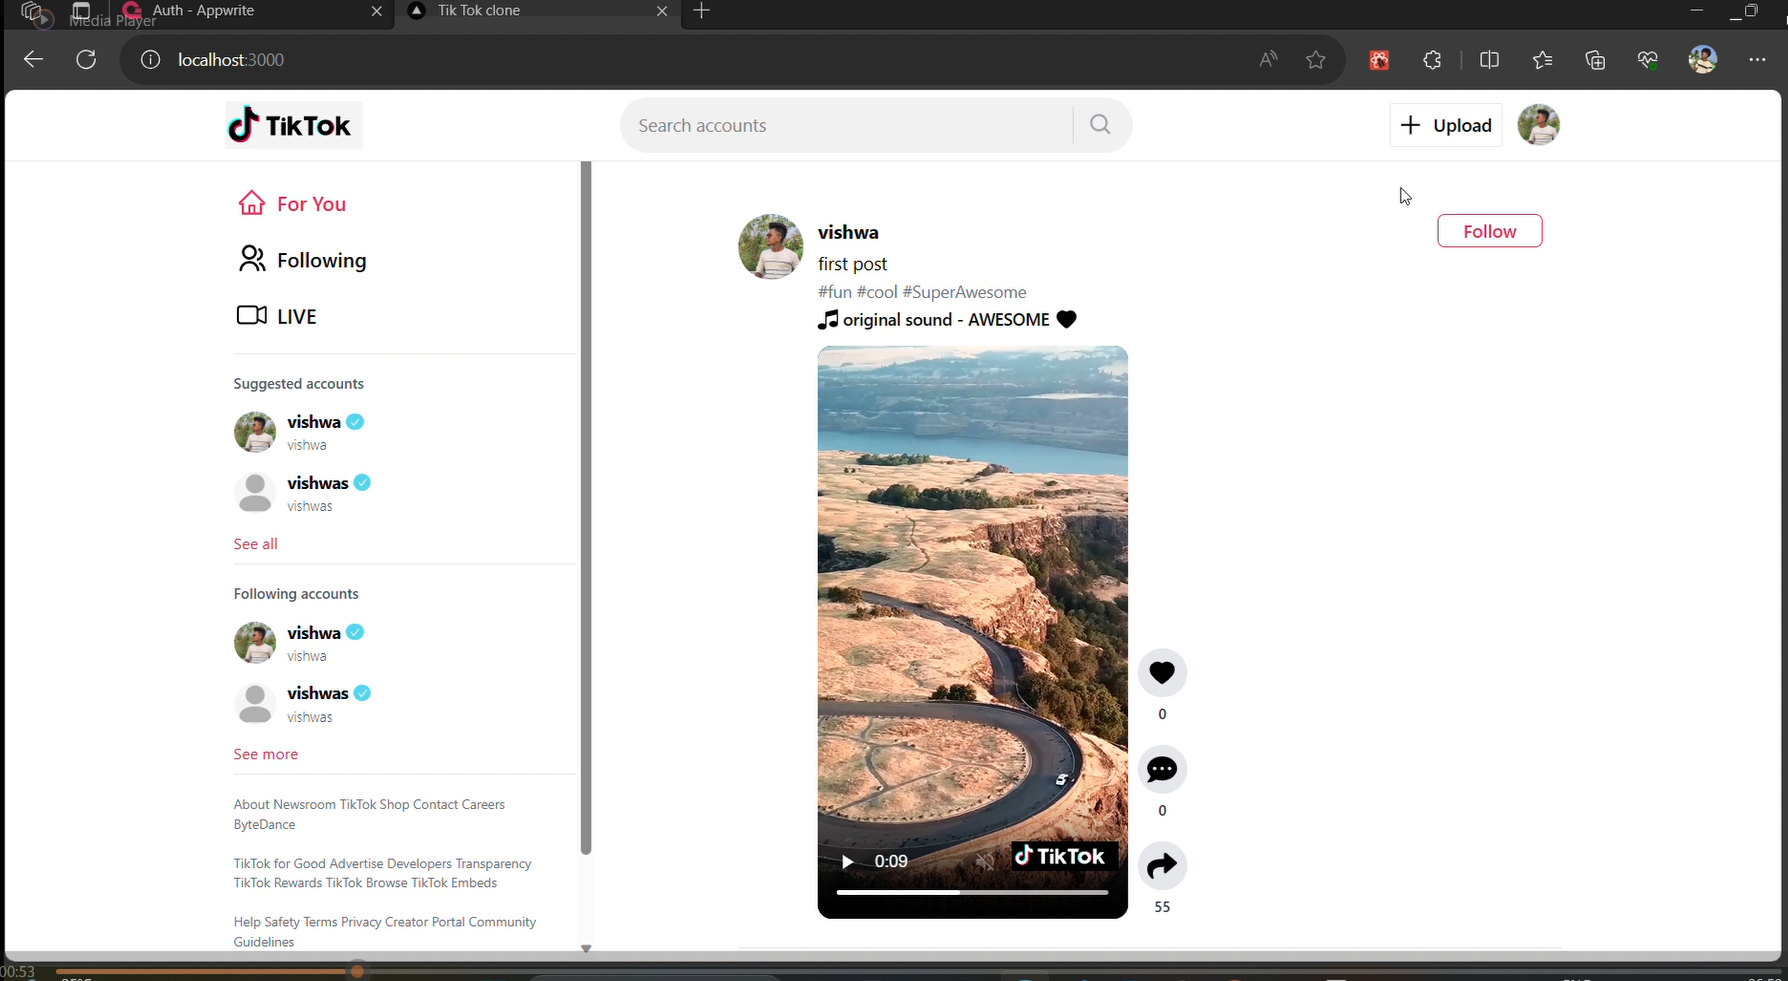 Auth - Appwrite
Tik Tok clone
Media Player
localhost:3000
TikTok
Search accounts
Upload
For You
Following
LIVE
Suggested accounts
vishwa
vishwa
vishwas
vishwas
See all
Following accounts
vishwa
vishwa
vishwas
vishwas
See more
About Newsroom TikTok Shop Contact Careers
ByteDance
TikTok for Good Advertise Developers Transparency
TikTok Rewards TikTok Browse TikTok Embeds
Help Safety Terms Privacy Creator Portal Community
Guidelines
vishwa
Follow
first post
#fun #cool #SuperAwesome
original sound - AWESOME
0
0
0:09
TikTok
55
00:53